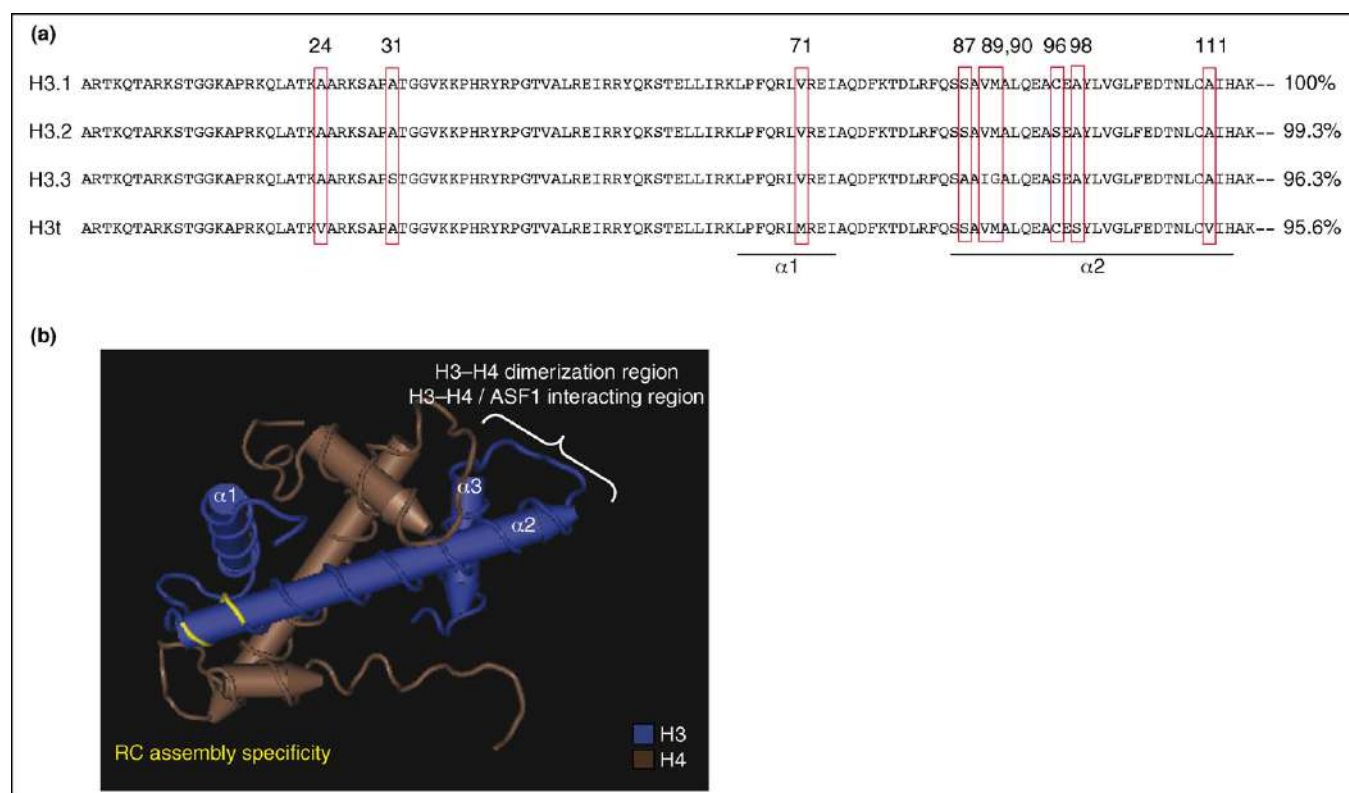 (a)
24 31 71 87 89,90 96 98 111
H3.1 ARTKQTARKSTGGKAPRKQLATKAARKSAPATGGVKKPHRYRPGTVALREIRRYQKSTELLIRKLPFQRLVREIAQDFKTDLRFQSSAVMALQEACEAYLVGLFEDTNLCAIHAK-- 100%
H3.2 ARTKQTARKSTGGKAPRKQLATKAARKSAPATGGVKKPHRYRPGTVALREIRRYQKSTELLIRKLPFQRLVREIAQDFKTDLRFQSSAVMALQEASEAYLVGLFEDTNLCAIHAK-- 99.3%
H3.3 ARTKQTARKSTGGKAPRKQLATKAARKSAPSTGGVKKPHRYRPGTVALREIRRYQKSTELLIRKLPFQRLVREIAQDFKTDLRFQSAAIGALQEASEAYLVGLFEDTNLCAIHAK-- 96.3%
H3t ARTKQTARKSTGGKAPRKQLATKVARKSAPATGGVKKPHRYRPGTVALREIRRYQKSTELLIRKLPFQRLMREIAQDFKTDLRFQSSAVMALQEACESYLVGLFEDTNLCVIHAK-- 95.6%
α1 α2
(b)
H3–H4 dimerization region
H3–H4 / ASF1 interacting region
α1
α3
α2
RC assembly specificity
H3
H4